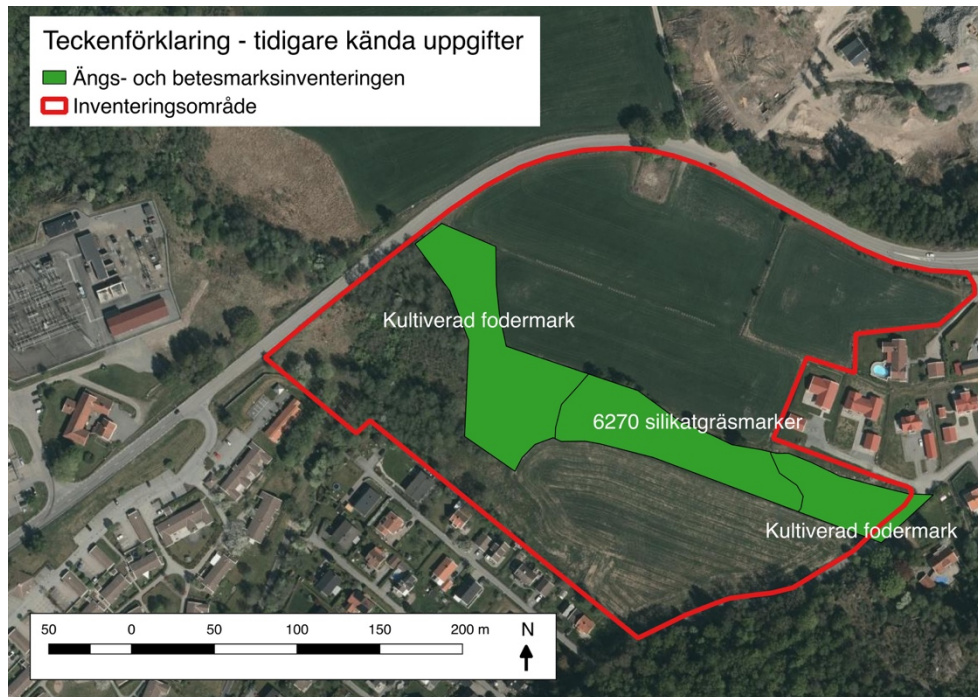 Teckenförklaring - tidigare kända uppgifter
Ängs- och betesmarksinventeringen
Inventeringsområde
Kultiverad fodermark
6270 silikatgräsmarker
Kultiverad fodermark
50 0 50 100 150 200 m
N